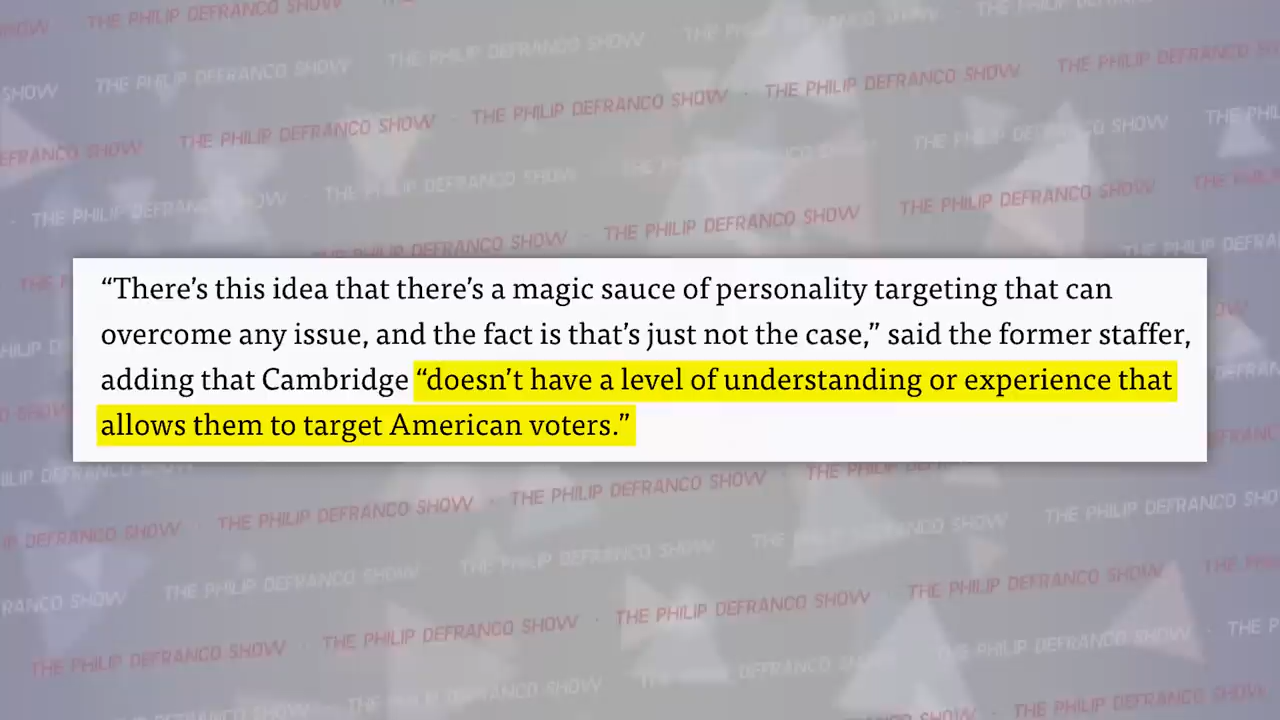 THE PHILIP DEFRANCO SHOW
“There’s this idea that there’s a magic sauce of personality targeting that can
overcome any issue, and the fact is that’s just not the case,” said the former staffer,
adding that Cambridge “doesn’t have a level of understanding or experience that
allows them to target American voters.”